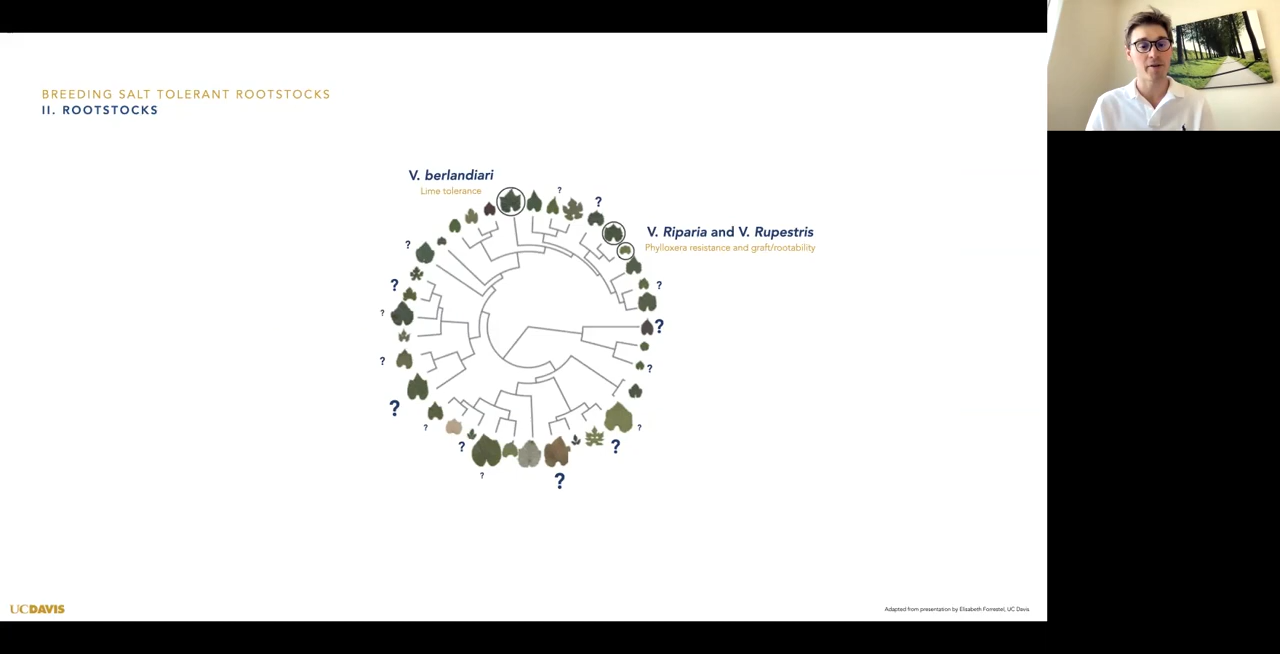 BREEDING SALT TOLERANT ROOTSTOCKS
II. ROOTSTOCKS
V. berlandiari
Lime tolerance
?
?
V. Riparia and V. Rupestris
Phylloxera resistance and graft/rootability
?
?
?
?
?
?
?
?
?
?
?
?
?
?
UCDAVIS
Adapted from presentation by Elisabeth Forrestel, UC Davis